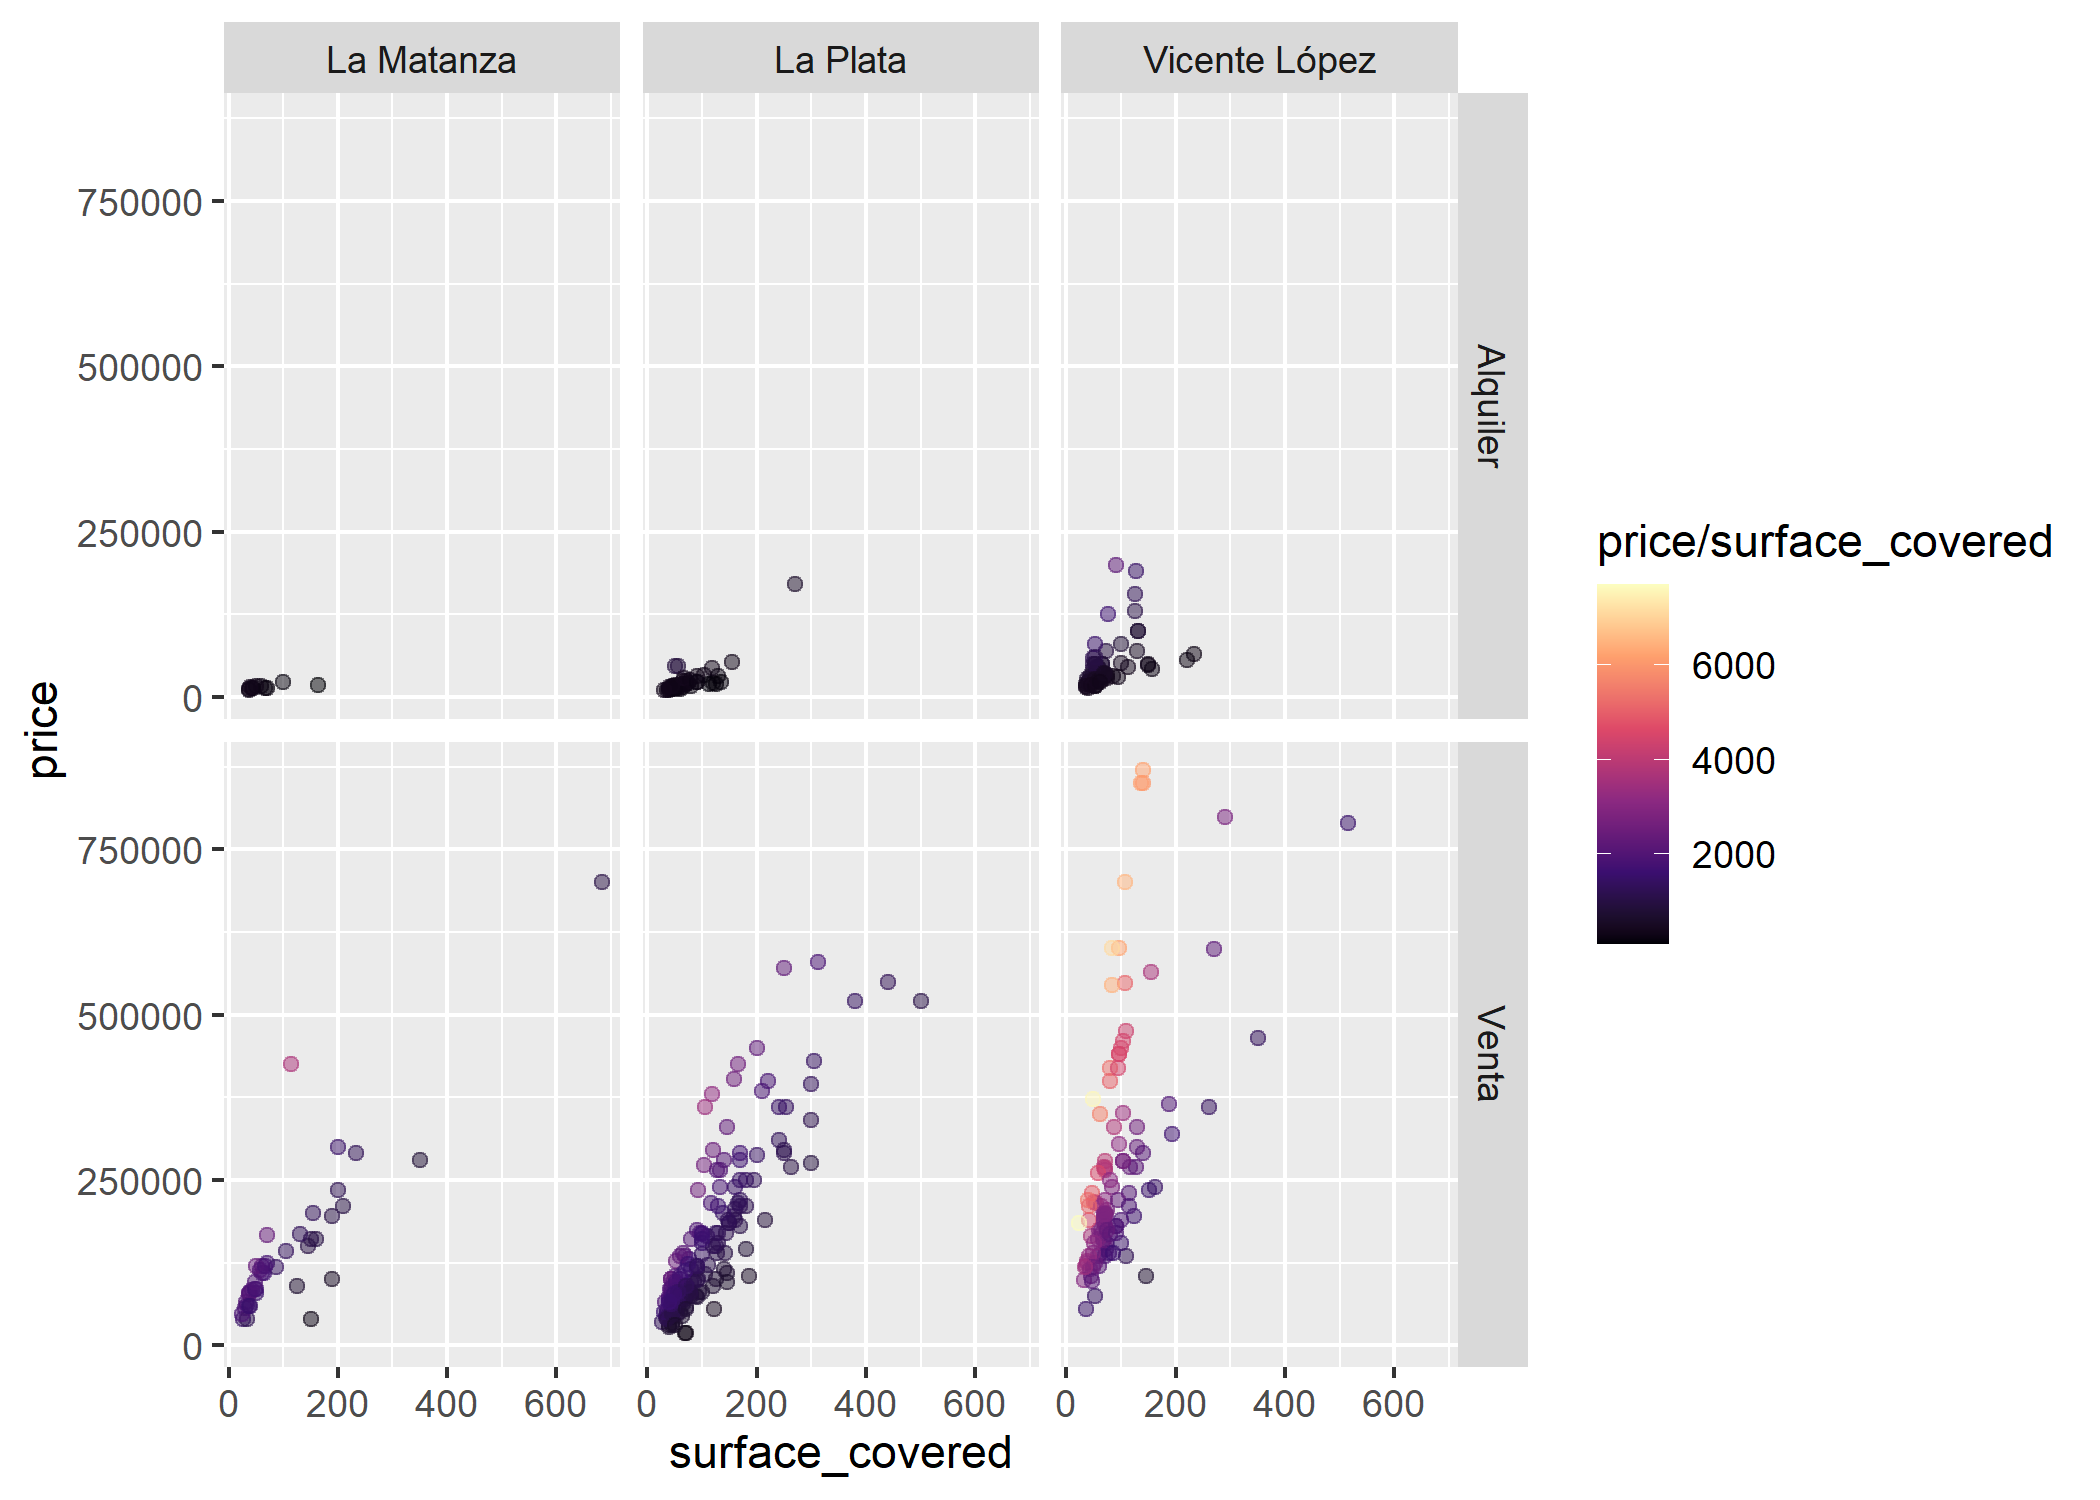 La Matanza La Plata Vicente López
750000
500000
250000
0
Alquiler
price
750000
500000
250000
0
Venta
0 200 400 600 0 200 400 600 0 200 400 600
surface_covered
price/surface_covered
6000
4000
2000